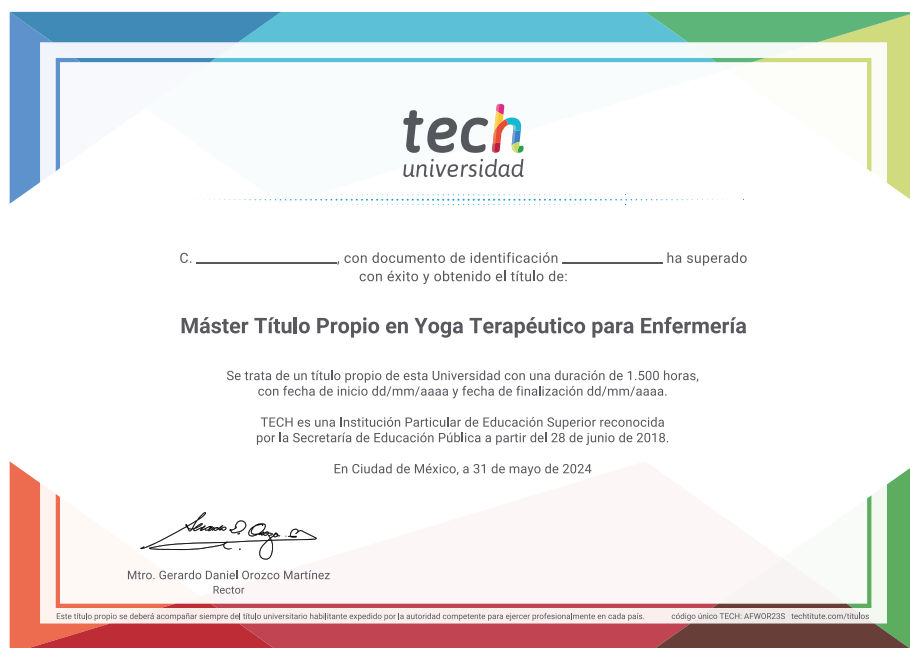 tech
universidad
C. ________________, con documento de identificación ____________ ha superado
con éxito y obtenido el título de:
Máster Título Propio en Yoga Terapéutico para Enfermería
Se trata de un título propio de esta Universidad con una duración de 1.500 horas,
con fecha de inicio dd/mm/aaaa y fecha de finalización dd/mm/aaaa.
TECH es una Institución Particular de Educación Superior reconocida
por la Secretaría de Educación Pública a partir del 28 de junio de 2018.
En Ciudad de México, a 31 de mayo de 2024
Mtro. Gerardo Daniel Orozco Martínez
Rector
Este título propio se deberá acompañar siempre del título universitario habilitante expedido por la autoridad competente para ejercer profesionalmente en cada país. código único TECH: AFWOR23S techtitute.com/titulos